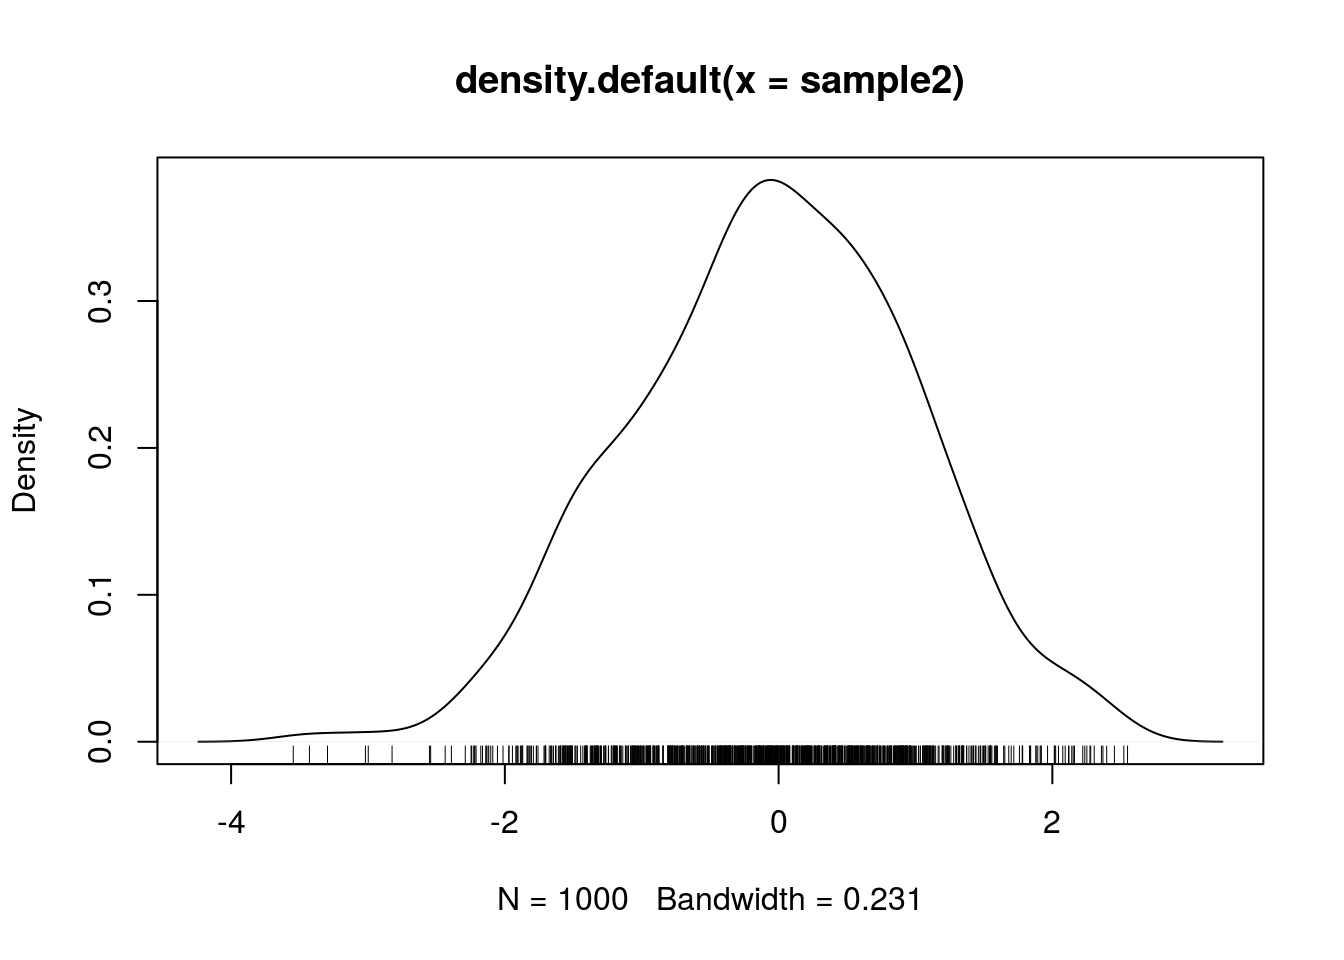 density.default(x = sample2)
Density
0.3
0.2
0.1
0.0
-4 -2 0 2
N = 1000 Bandwidth = 0.231